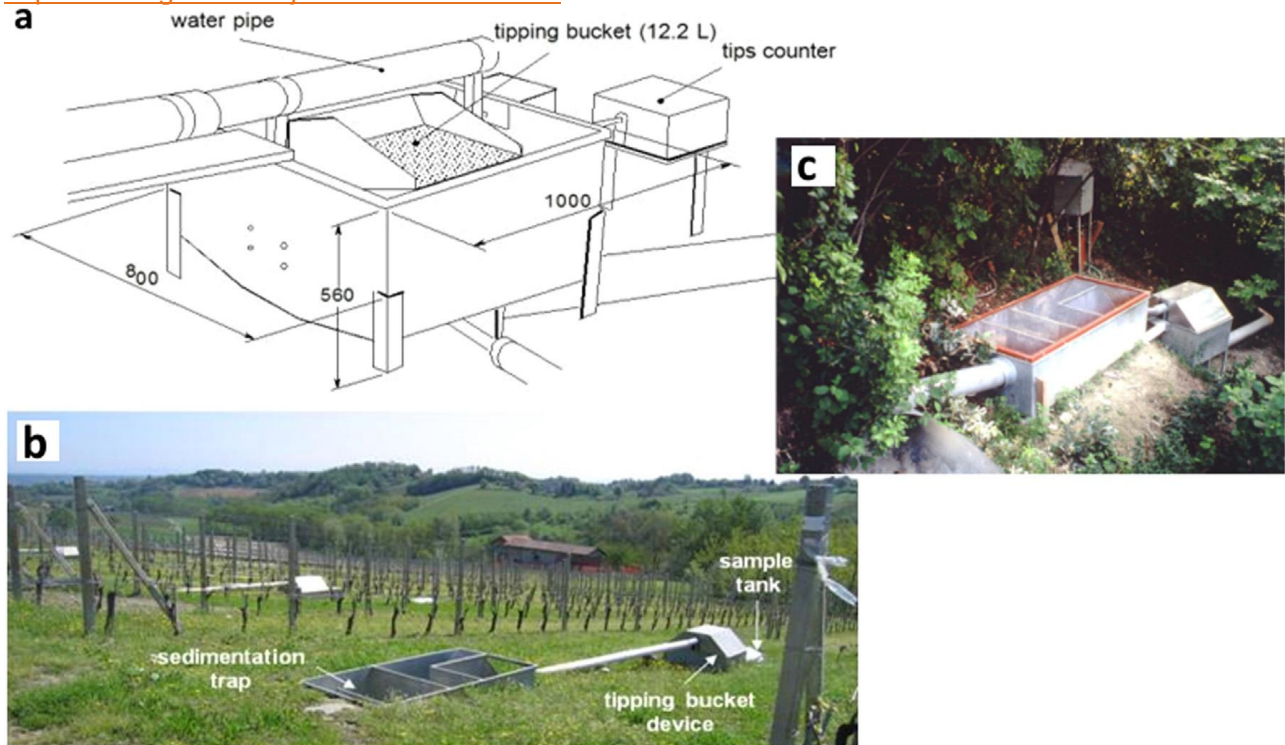 a
water pipe
tipping bucket (12.2 L)
tips counter
1000
800
560
c
b
sample
tank
sedimentation
trap
tipping bucket
device